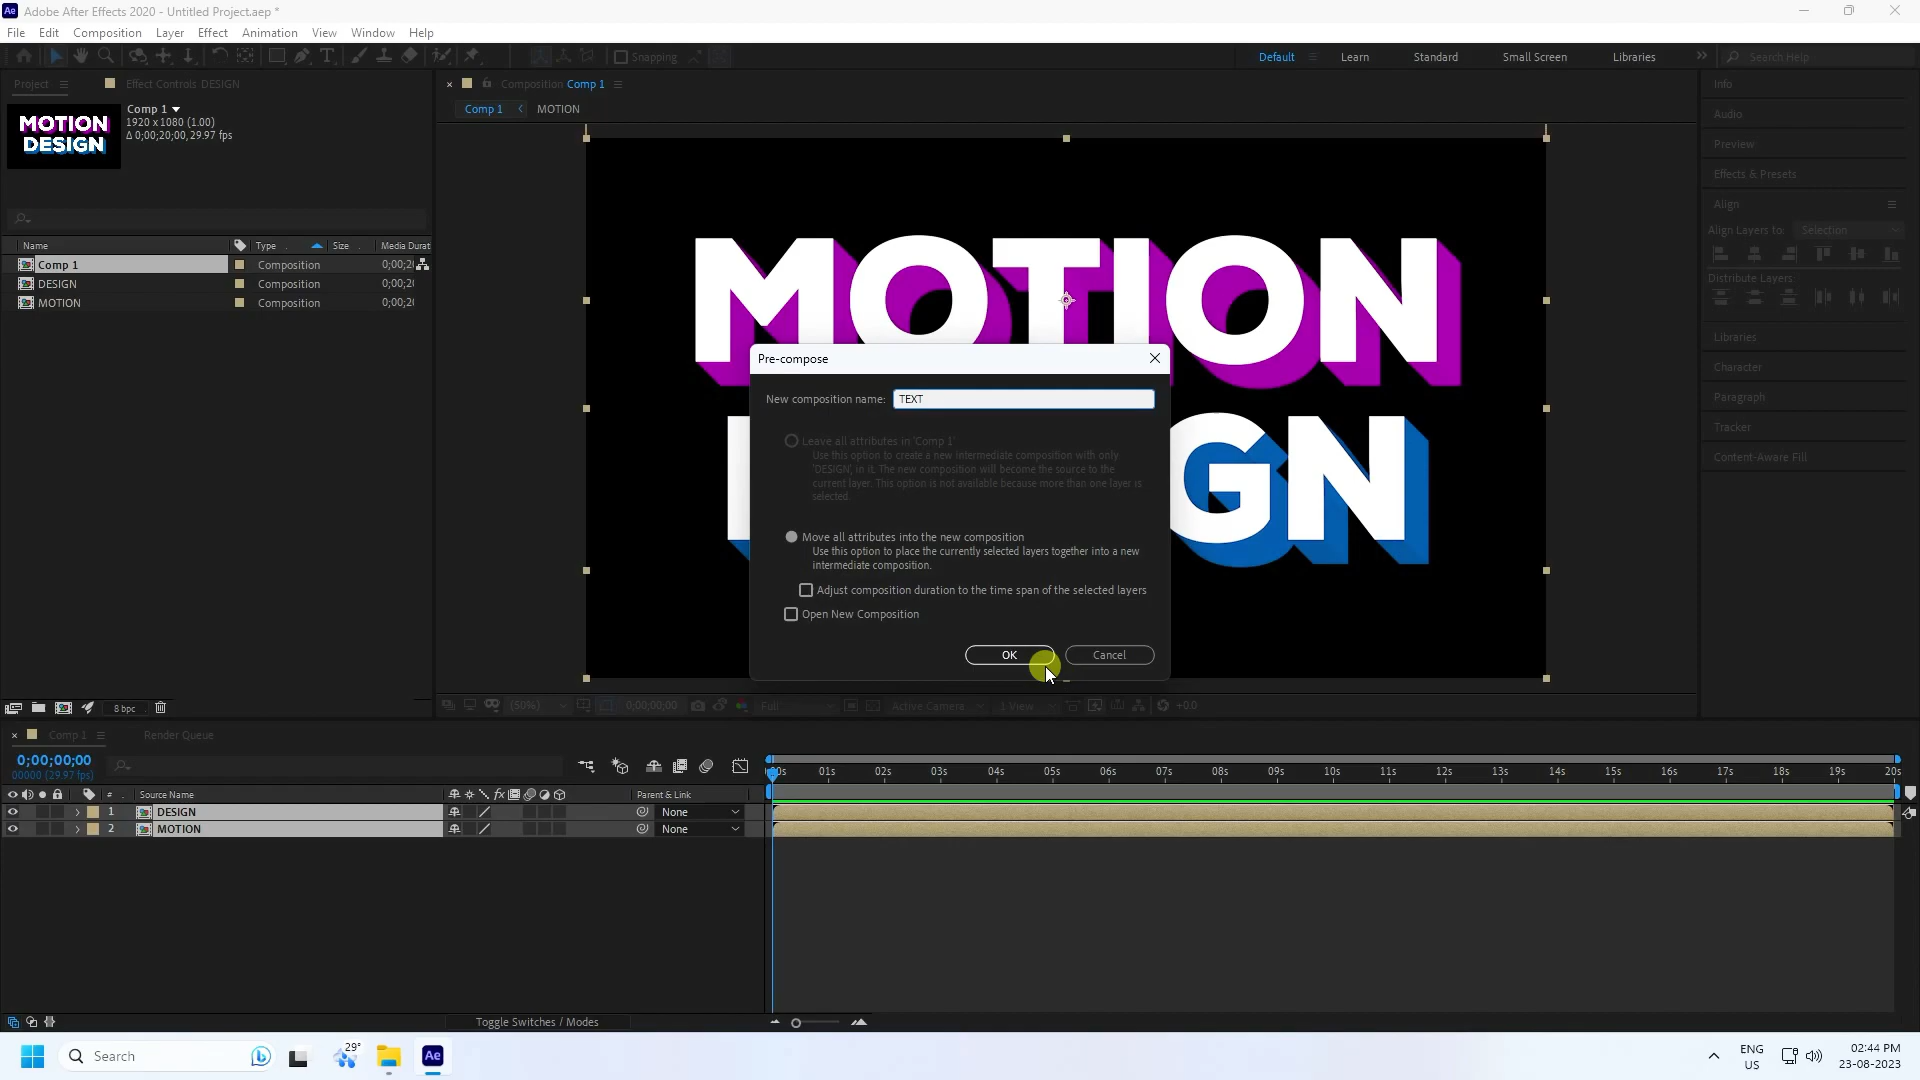 Adobe After Effects 2020 - Untitled Project.aep *
File Edit Composition Layer Effect Animation View Window Help
Snapping
Default Learn Standard Small Screen Libraries
Search Help
Project
Effect Controls DESIGN
Comp 1
1920 x 1080 (1.00)
Δ 0;00;20;00, 29.97 fps
MOTION
DESIGN
Name Type Size Media Durat
Comp 1 Composition 0;00;2
DESIGN Composition 0;00;20
MOTION Composition 0;00;20
8 bpc
Composition Comp 1
Comp 1 MOTION
MOTION
GN
Pre-compose
New composition name: TEXT
Leave all attributes in 'Comp 1'
Use this option to create a new intermediate composition with only
'DESIGN', in it. The new composition will become the source to the
current layer. This option is not available because more than one layer is
selected.
Move all attributes into the new composition
Use this option to place the currently selected layers together into a new
intermediate composition.
Adjust composition duration to the time span of the selected layers
Open New Composition
OK Cancel
(50%) 0;00;00;00 Full Active Camera 1 View +0.0
Info
Audio
Preview
Effects & Presets
Align
Align Layers to: Selection
Distribute Layers:
Libraries
Character
Paragraph
Tracker
Content-Aware Fill
Comp 1 Render Queue
0;00;00;00
00000 (29.97 fps)
00s 01s 02s 03s 04s 05s 06s 07s 08s 09s 10s 11s 12s 13s 14s 15s 16s 17s 18s 19s 20s
# Source Name fx Parent & Link
1 DESIGN None
2 MOTION None
Toggle Switches / Modes
Search
29°
Ae
ENG
US
02:44 PM
23-08-2023